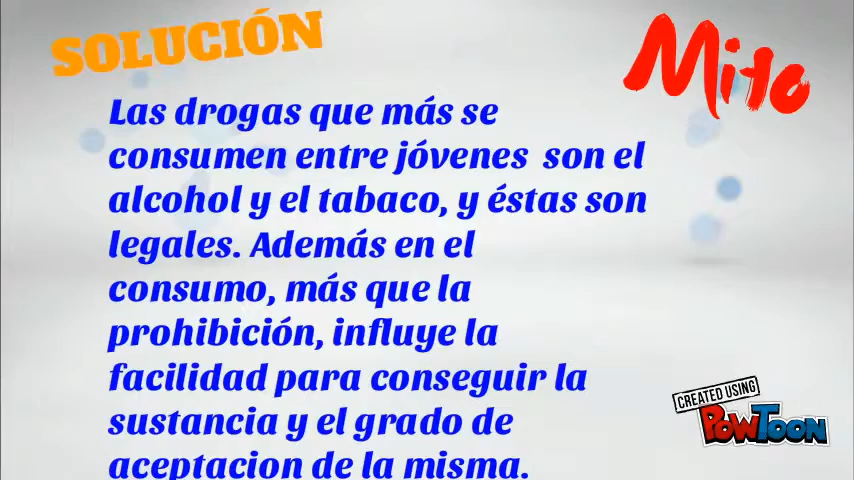 SOLUCIÓN
Mito
Las drogas que más se
consumen entre jóvenes son el
alcohol y el tabaco, y éstas son
legales. Además en el
consumo, más que la
prohibición, influye la
facilidad para conseguir la
sustancia y el grado de
aceptacion de la misma.
CREATED USING
POWTOON